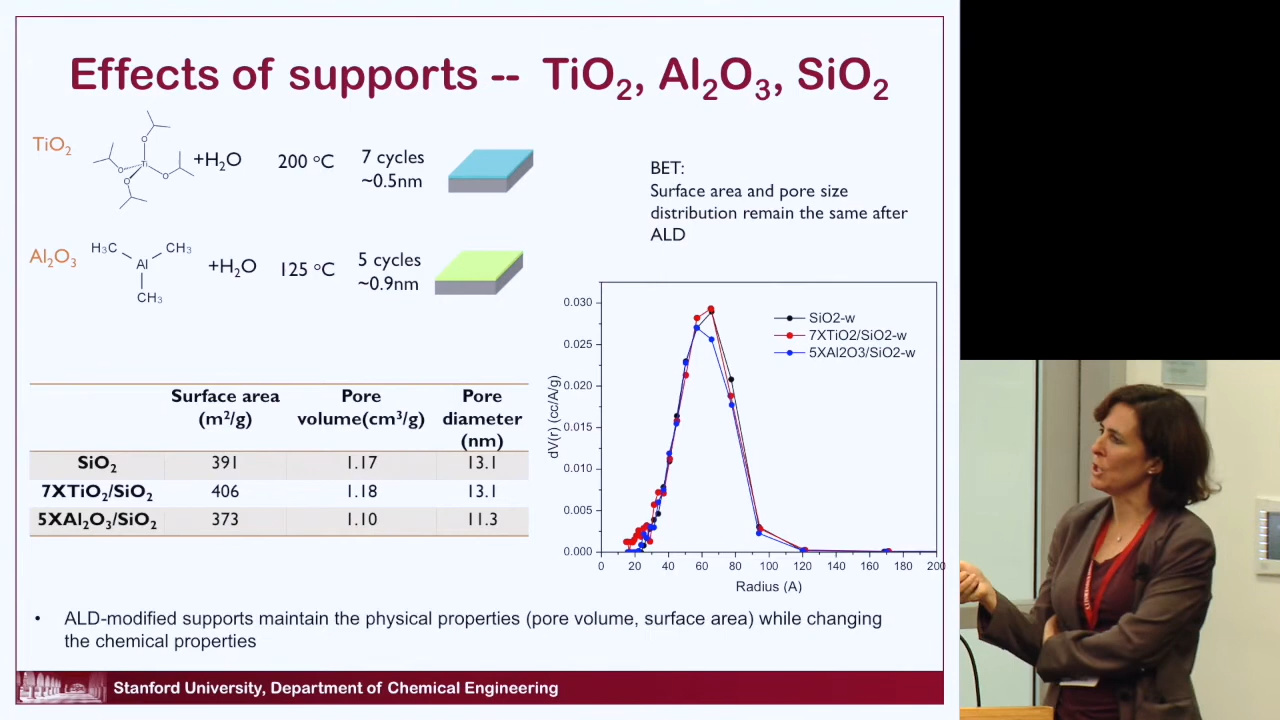 Effects of supports -- TiO₂, Al₂O₃, SiO₂
TiO₂
O
O
Ti
O
O
+H₂O
200 °C
7 cycles
~0.5nm
BET:
Surface area and pore size
distribution remain the same after
ALD
Al₂O₃
H₃C
CH₃
Al
CH₃
+H₂O
125 °C
5 cycles
~0.9nm
Surface area (m²/g)
Pore volume(cm³/g)
Pore diameter (nm)
SiO₂ 391 1.17 13.1
7XTiO₂/SiO₂ 406 1.18 13.1
5XAl₂O₃/SiO₂ 373 1.10 11.3
SiO2-w
7XTiO2/SiO2-w
5XAl2O3/SiO2-w
dV(r) (cc/A/g)
0.030
0.025
0.020
0.015
0.010
0.005
0.000
0 20 40 60 80 100 120 140 160 180 200
Radius (A)
• ALD-modified supports maintain the physical properties (pore volume, surface area) while changing
the chemical properties
Stanford University, Department of Chemical Engineering